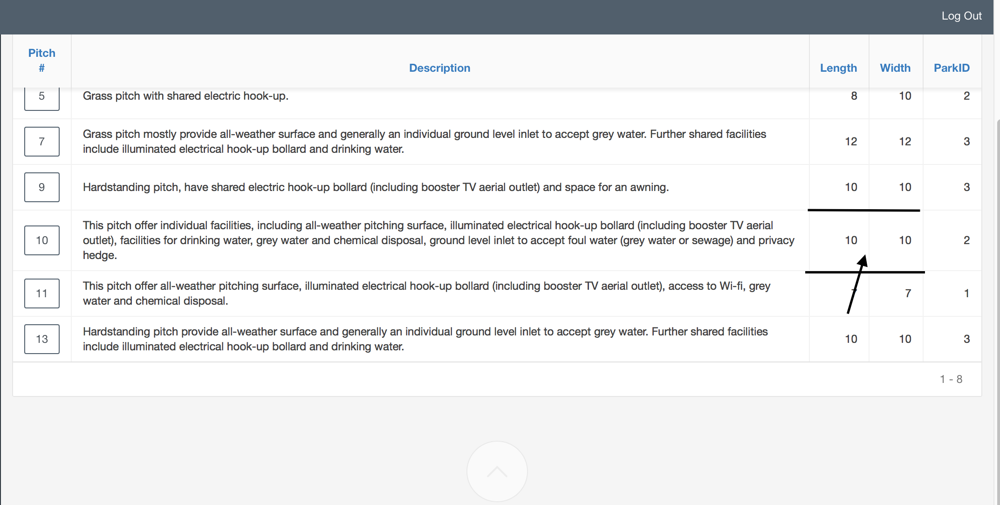 Log Out
Pitch
#
Description
Length
Width
ParkID
5
Grass pitch with shared electric hook-up.
8
10
2
7
Grass pitch mostly provide all-weather surface and generally an individual ground level inlet to accept grey water. Further shared facilities
include illuminated electrical hook-up bollard and drinking water.
12
12
3
9
Hardstanding pitch, have shared electric hook-up bollard (including booster TV aerial outlet) and space for an awning.
10
10
3
10
This pitch offer individual facilities, including all-weather pitching surface, illuminated electrical hook-up bollard (including booster TV aerial
outlet), facilities for drinking water, grey water and chemical disposal, ground level inlet to accept foul water (grey water or sewage) and privacy
hedge.
10
10
2
11
This pitch offer all-weather pitching surface, illuminated electrical hook-up bollard (including booster TV aerial outlet), access to Wi-fi, grey
water and chemical disposal.
7
1
13
Hardstanding pitch provide all-weather surface and generally an individual ground level inlet to accept grey water. Further shared facilities
include illuminated electrical hook-up bollard and drinking water.
10
10
3
1 - 8